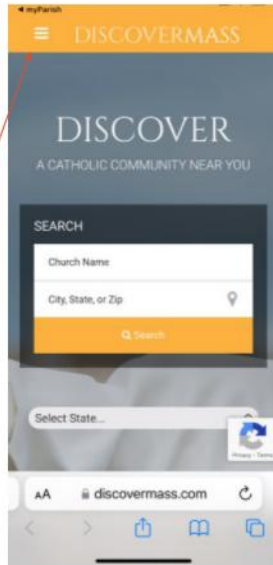 ◀ myParish
DISCOVERMASS
DISCOVER
A CATHOLIC COMMUNITY NEAR YOU
SEARCH
Church Name
City, State, or Zip
Search
Select State...
Privacy - Terms
AA discovermass.com